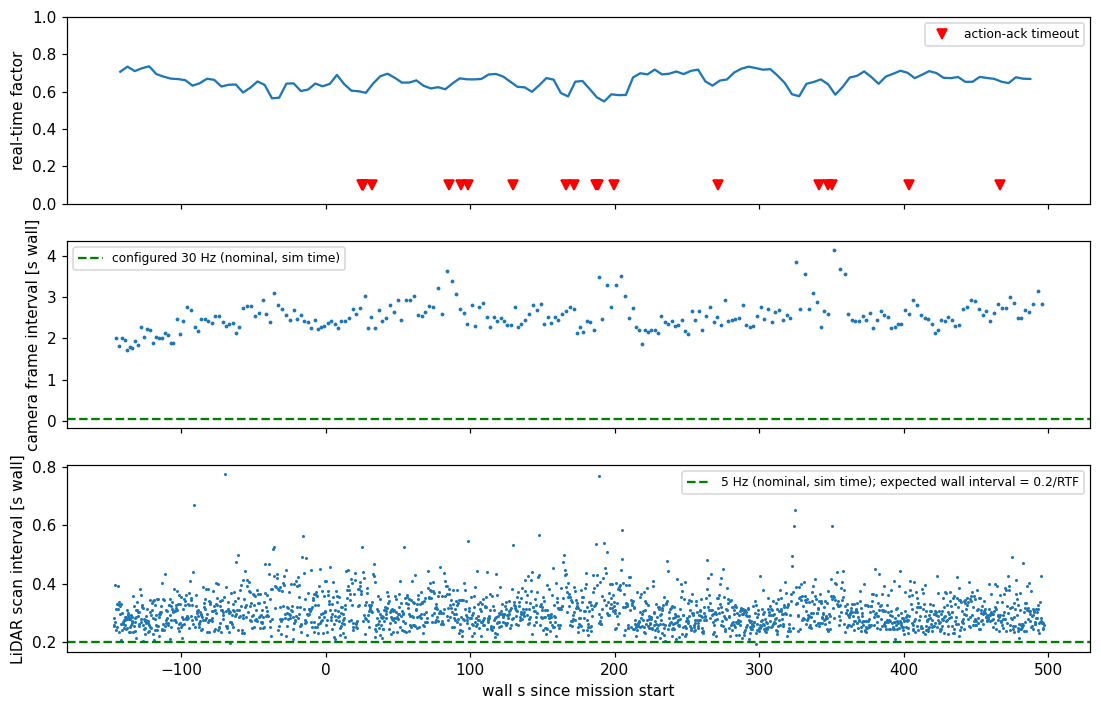 1.0
0.8
0.6
0.4
0.2
0.0
real-time factor
action-ack timeout
4
3
2
1
0
camera frame interval [s wall]
configured 30 Hz (nominal, sim time)
0.8
0.6
0.4
0.2
LiDAR scan interval [s wall]
5 Hz (nominal, sim time); expected wall interval = 0.2/RTF
−100 0 100 200 300 400 500
wall s since mission start